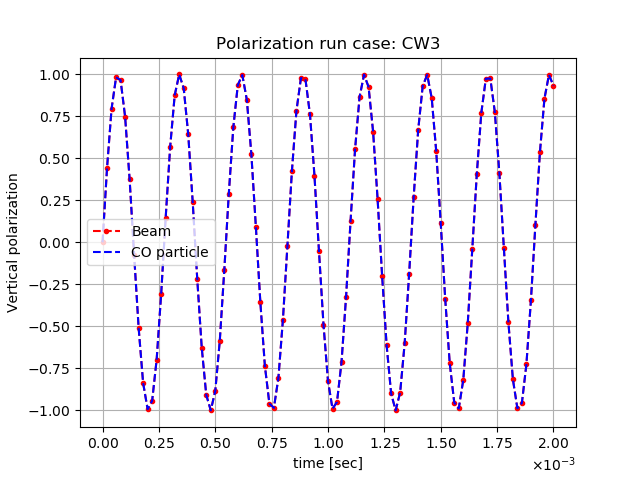 Polarization run case: CW3
Vertical polarization
1.00
0.75
0.50
0.25
0.00
−0.25
−0.50
−0.75
−1.00
Beam
CO particle
0.00 0.25 0.50 0.75 1.00 1.25 1.50 1.75 2.00
time [sec]
×10⁻³